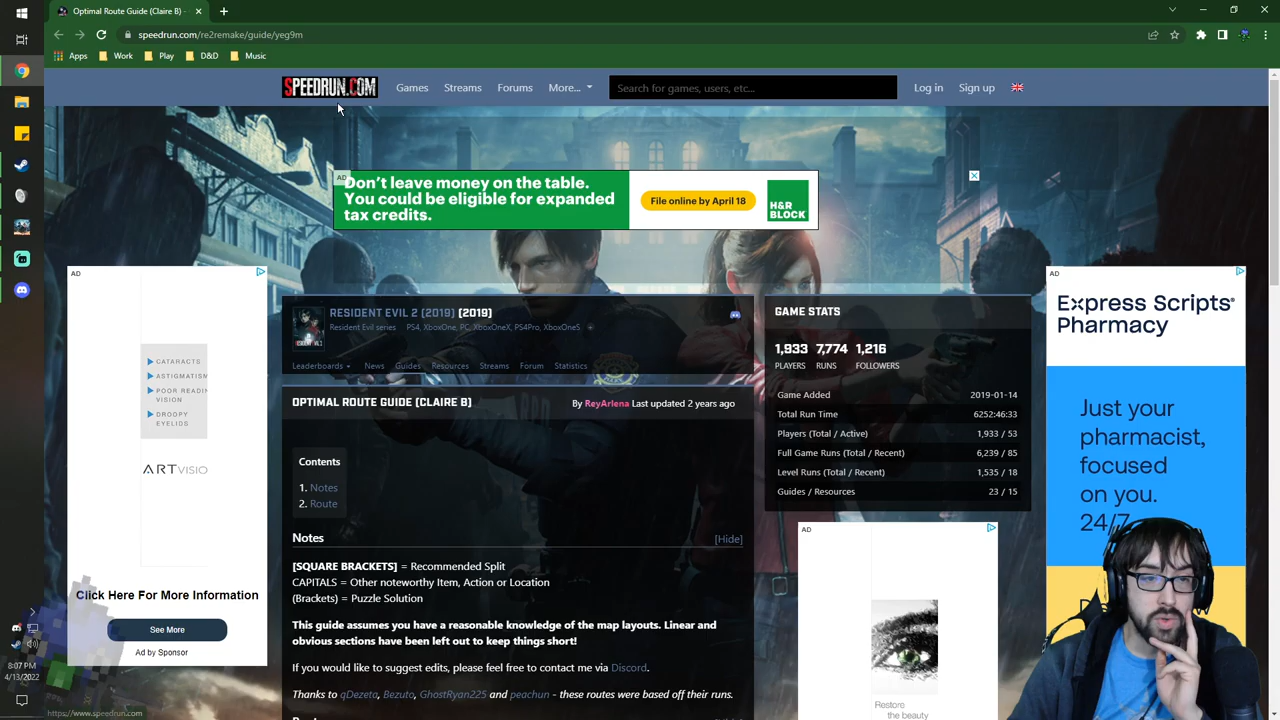 Optimal Route Guide (Claire B) -
speedrun.com/re2remake/guide/yeg9m
Apps Work Play D&D Music
SPEEDRUN.COM Games Streams Forums More... Search for games, users, etc... Log in Sign up
AD
Don't leave money on the table.
You could be eligible for expanded
tax credits.
File online by April 18
H&R
BLOCK
AD
CATARACTS
ASTIGMATISM
POOR READIN
VISION
DROOPY
EYELIDS
ARTVISIO
Click Here For More Information
See More
Ad by Sponsor
RESIDENT EVIL 2 (2019) (2019)
Resident Evil series PS4, XboxOne, PC, XboxOneX, PS4Pro, XboxOneS
Leaderboards News Guides Resources Streams Forum Statistics
OPTIMAL ROUTE GUIDE (CLAIRE B) By ReyArlena Last updated 2 years ago
Contents
1. Notes
2. Route
Notes [Hide]
[SQUARE BRACKETS] = Recommended Split
CAPITALS = Other noteworthy Item, Action or Location
(Brackets) = Puzzle Solution
This guide assumes you have a reasonable knowledge of the map layouts. Linear and
obvious sections have been left out to keep things short!
If you would like to suggest edits, please feel free to contact me via Discord.
Thanks to qDezeta, Bezuto, GhostRyan225 and peachun - these routes were based off their runs.
GAME STATS
1,933 7,774 1,216
PLAYERS RUNS FOLLOWERS
Game Added 2019-01-14
Total Run Time 6252:46:33
Players (Total / Active) 1,933 / 53
Full Game Runs (Total / Recent) 6,239 / 85
Level Runs (Total / Recent) 1,535 / 18
Guides / Resources 23 / 15
AD
Restore
the beauty
AD
Express Scripts®
Pharmacy
Just your
pharmacist,
focused
on you.
24/7
8:07 PM
4/13/2022
https://www.speedrun.com